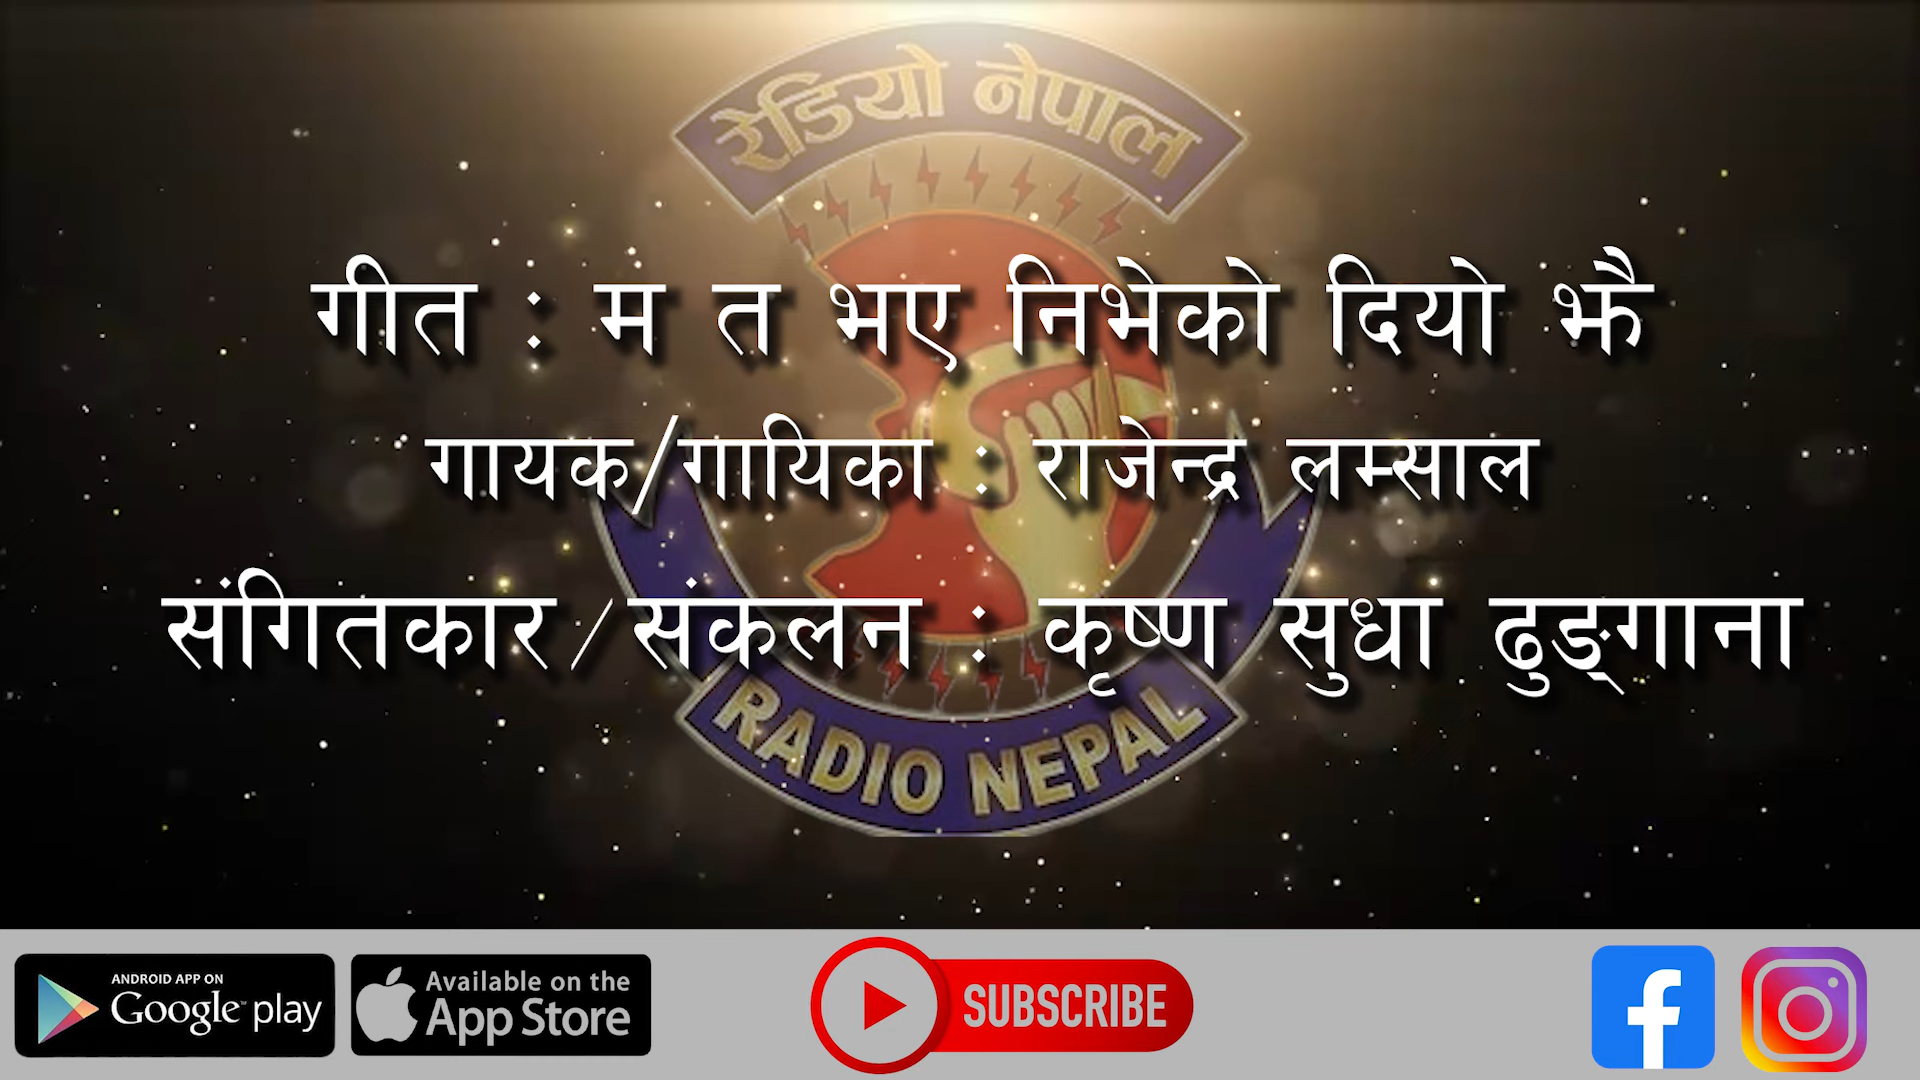 रेडियो नेपाल
गीत : म त भए निभेको दियो झै
गायक/गायिका : राजेन्द्र लम्साल
संगितकार/संकलन : कृष्ण सुधा ढुङ्गाना
RADIO NEPAL
ANDROID APP ON
Google play
Available on the
App Store
SUBSCRIBE